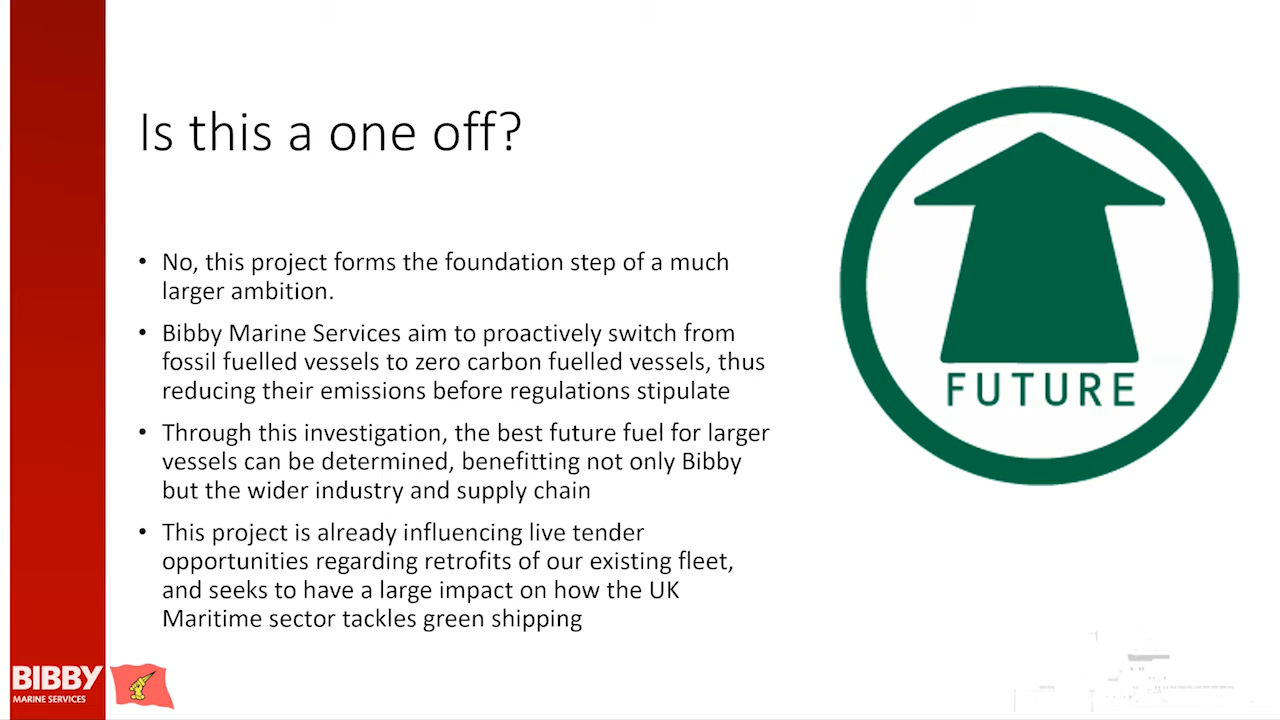 Is this a one off?
• No, this project forms the foundation step of a much
larger ambition.
• Bibby Marine Services aim to proactively switch from
fossil fuelled vessels to zero carbon fuelled vessels, thus
reducing their emissions before regulations stipulate
• Through this investigation, the best future fuel for larger
vessels can be determined, benefitting not only Bibby
but the wider industry and supply chain
• This project is already influencing live tender
opportunities regarding retrofits of our existing fleet,
and seeks to have a large impact on how the UK
Maritime sector tackles green shipping
FUTURE
BIBBY
MARINE SERVICES